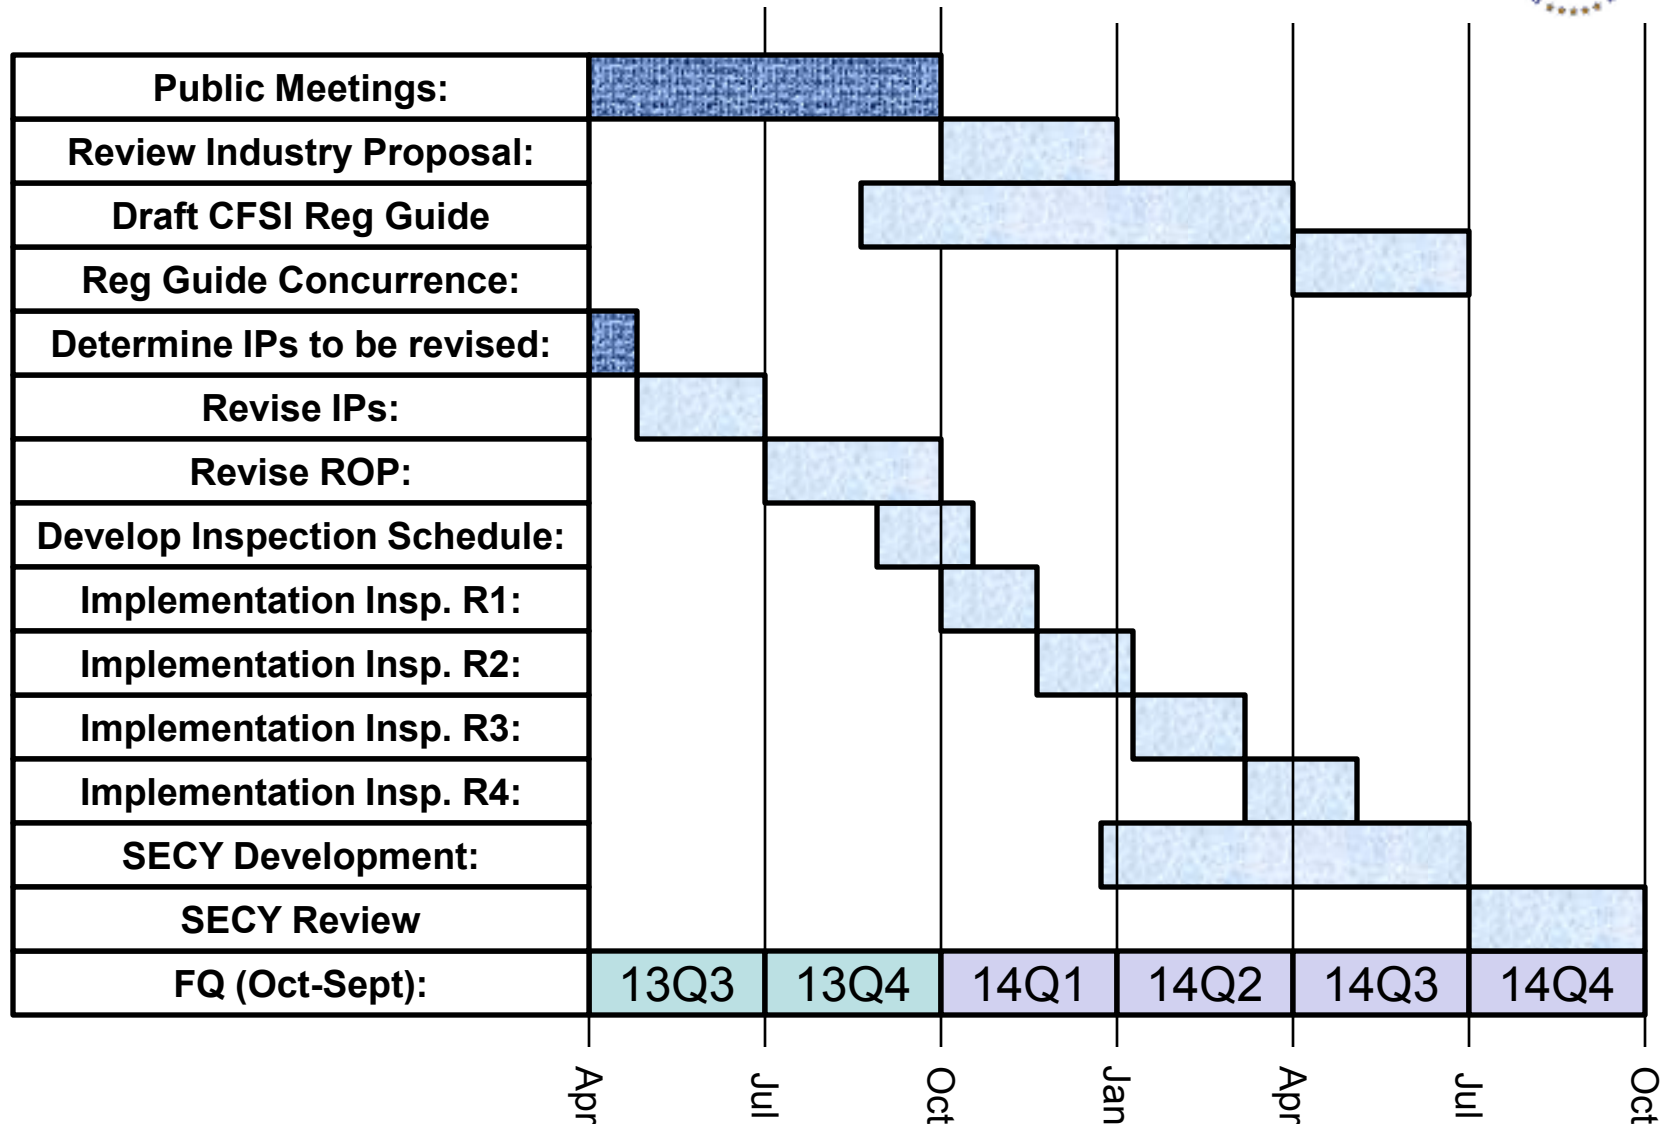 Public Meetings:
Review Industry Proposal:
Draft CFSI Reg Guide
Reg Guide Concurrence:
Determine IPs to be revised:
Revise IPs:
Revise ROP:
Develop Inspection Schedule:
Implementation Insp. R1:
Implementation Insp. R2:
Implementation Insp. R3:
Implementation Insp. R4:
SECY Development:
SECY Review
FQ (Oct-Sept): 13Q3 13Q4 14Q1 14Q2 14Q3 14Q4
Apr Jul Oct Jan Apr Jul Oct